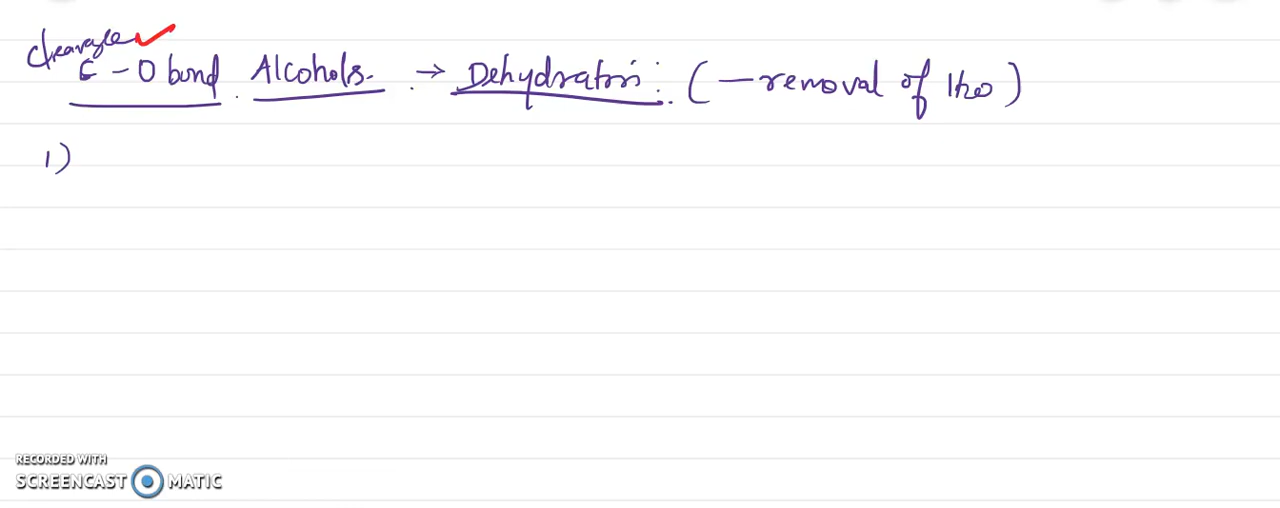 cleavage
C - O bond Alcohols. → Dehydration: (-removal of H2O)
1)
RECORDED WITH
SCREENCAST MATIC